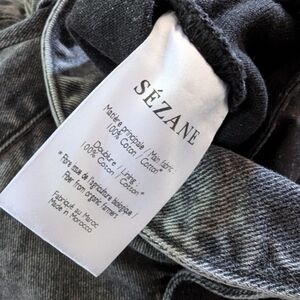 SÉZANE
Matière principale / Main fabric
100% Coton / Cotton*
Doublure / Lining
100% Coton / Cotton*
* Fibre issue de l'agriculture biologique /
Fiber from organic farming
Fabriqué au Maroc
Made in Morocco